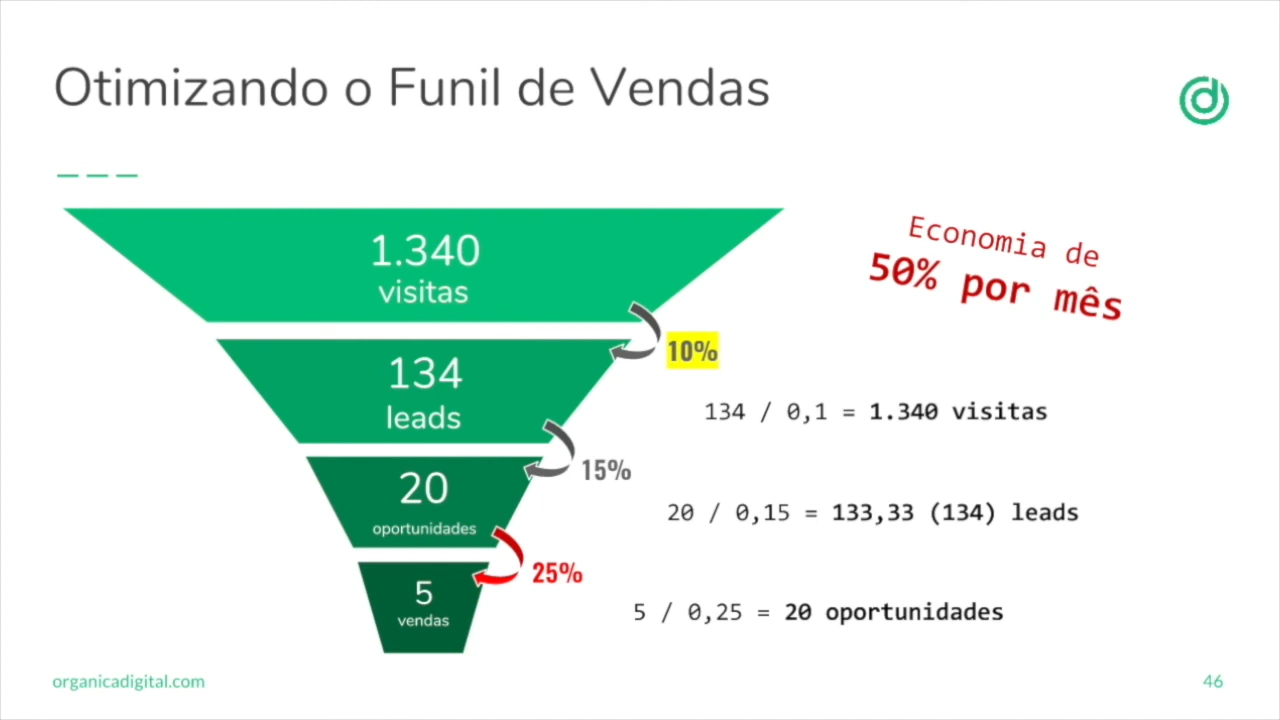 Otimizando o Funil de Vendas
Economia de
50% por mês
1.340
visitas
10%
134
leads
134 / 0,1 = 1.340 visitas
15%
20
oportunidades
20 / 0,15 = 133,33 (134) leads
25%
5
vendas
5 / 0,25 = 20 oportunidades
organicadigital.com
46